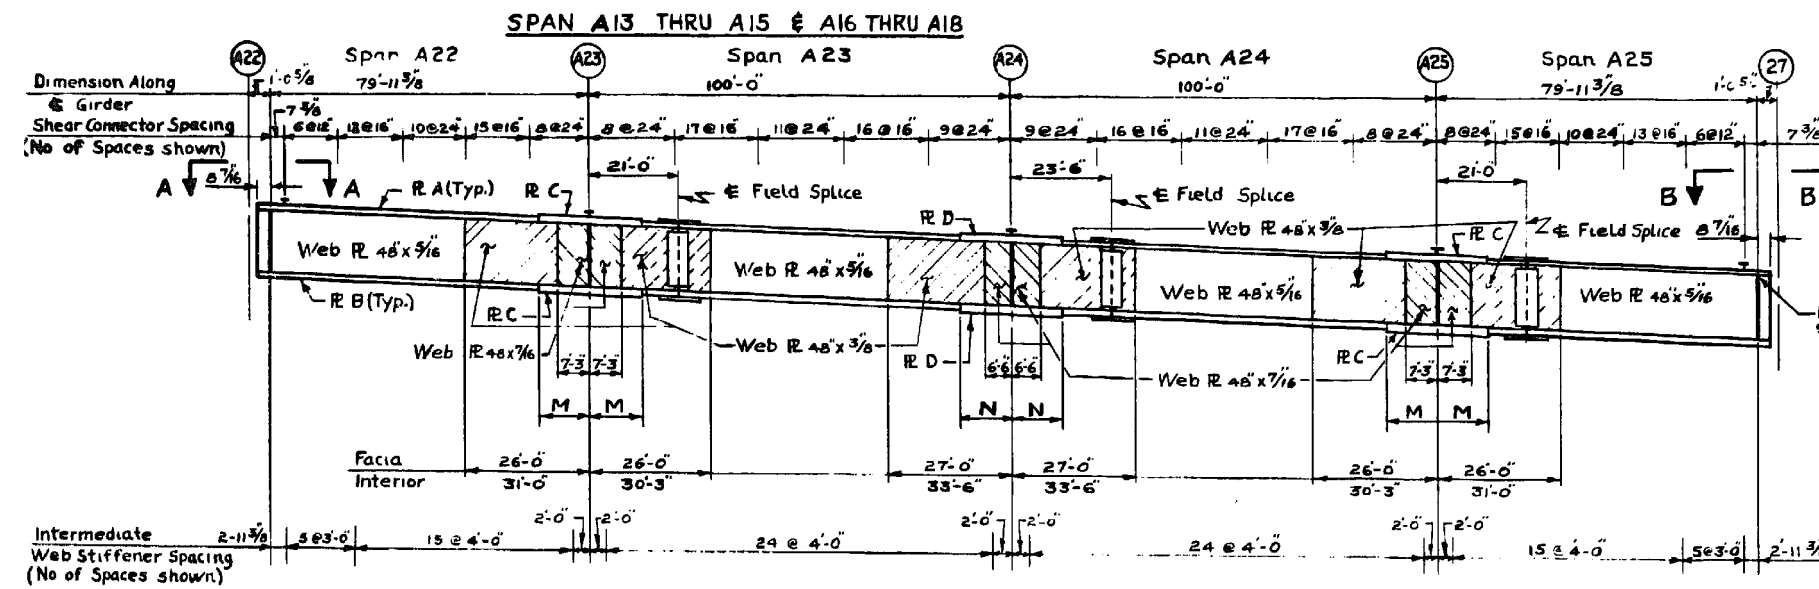 SPAN A13 THRU A15 & A16 THRU A18
A22 Span A22 A23 Span A23 A24 Span A24 A25 Span A25 27
Dimension Along 1'-0 5/8" 79'-11 3/8" 100'-0" 100'-0" 79'-11 3/8" 1'-0 5"
℄ Girder 7 3/8"
Shear Connector Spacing 6@12" 18@16" 10@24" 15@16" 8@24" 8@24" 17@16" 11@24" 16@16" 9@24" 9@24" 16@16" 11@24" 17@16" 8@24" 8@24" 15@16" 10@24" 13@16" 6@12" 7 3/8
(No of Spaces shown)
21'-0" 23'-6" 21'-0"
A 8 7/16 A ℞ A (Typ.) ℞ C ℄ Field Splice ℄ Field Splice B B
℞ D Web ℞ 48" x 3/8" ℞ C ℄ Field Splice 8 7/16"
Web ℞ 48" x 5/16 Web ℞ 48" x 5/16" Web ℞ 48" x 5/16 Web ℞ 48" x 5/16
℞ B (Typ.) ℞ C
Web ℞ 48 x 7/16 Web ℞ 48" x 3/8" ℞ D Web ℞ 48" x 7/16 ℞ C
7'-3" 7'-3" 6'-6" 6'-6" 7'-3" 7'-3"
M M N N M M
Facia 26'-0" 26'-0" 27'-0" 27'-0" 26'-0" 26'-0"
Interior 31'-0" 30'-3" 33'-6" 33'-6" 30'-3" 31'-0"
2'-0" 2'-0" 2'-0" 2'-0" 2'-0" 2'-0"
Intermediate 2-11 3/8" 5@3'-0" 15 @ 4'-0" 24 @ 4'-0" 24 @ 4'-0" 15 @ 4'-0" 5@3'-0" 2'-11 3/
Web Stiffener Spacing
(No of Spaces shown)